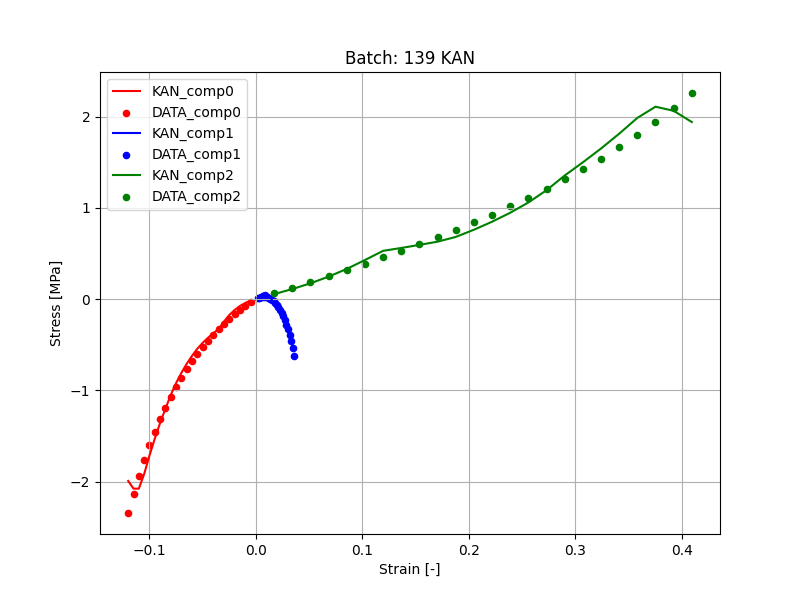 Batch: 139 KAN
KAN_comp0
DATA_comp0
KAN_comp1
DATA_comp1
KAN_comp2
DATA_comp2
2
1
0
−1
−2
Stress [MPa]
−0.1
0.0
0.1
0.2
0.3
0.4
Strain [-]